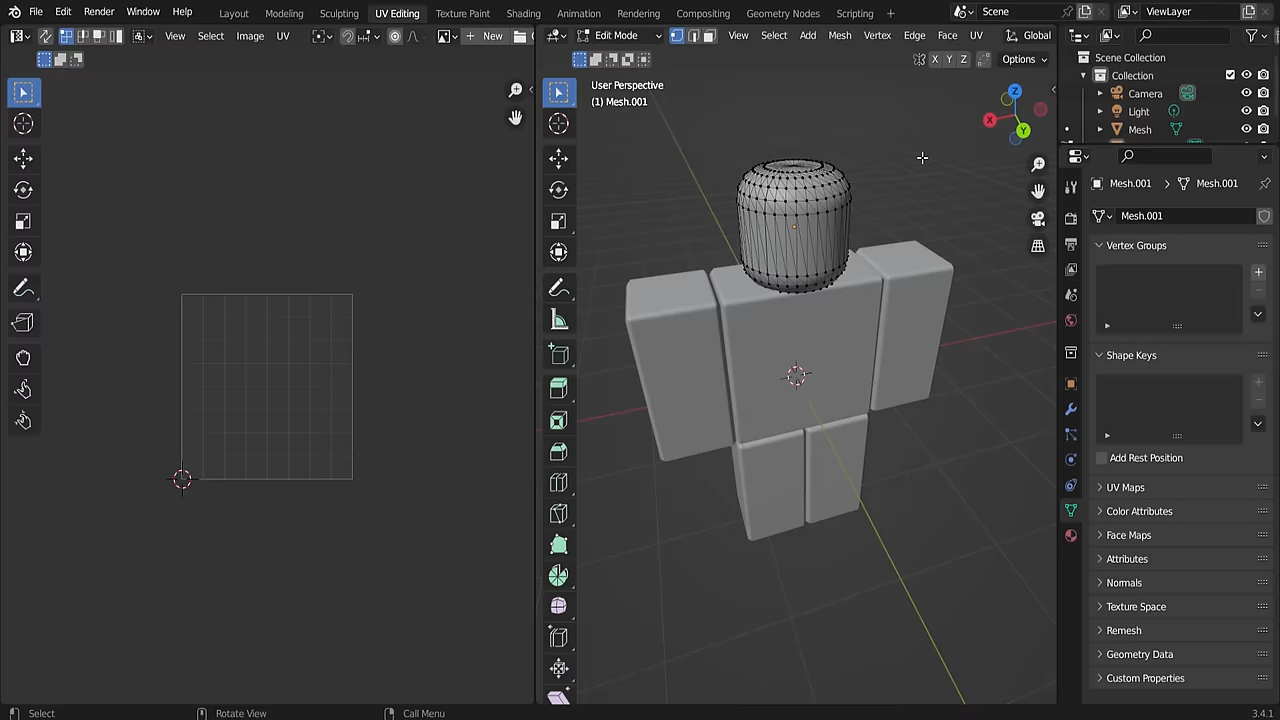 File Edit Render Window Help Layout Modeling Sculpting UV Editing Texture Paint Shading Animation Rendering Compositing Geometry Nodes Scripting + Scene ViewLayer
View Select Image UV + New Edit Mode View Select Add Mesh Vertex Edge Face UV Global
X Y Z Options
User Perspective
(1) Mesh.001
Z
X
Y
Scene Collection
Collection
Camera
Light
Mesh
Mesh.001 Mesh.001
Mesh.001
Vertex Groups
Shape Keys
Add Rest Position
UV Maps
Color Attributes
Face Maps
Attributes
Normals
Texture Space
Remesh
Geometry Data
Custom Properties
Select Rotate View Call Menu 3.4.1